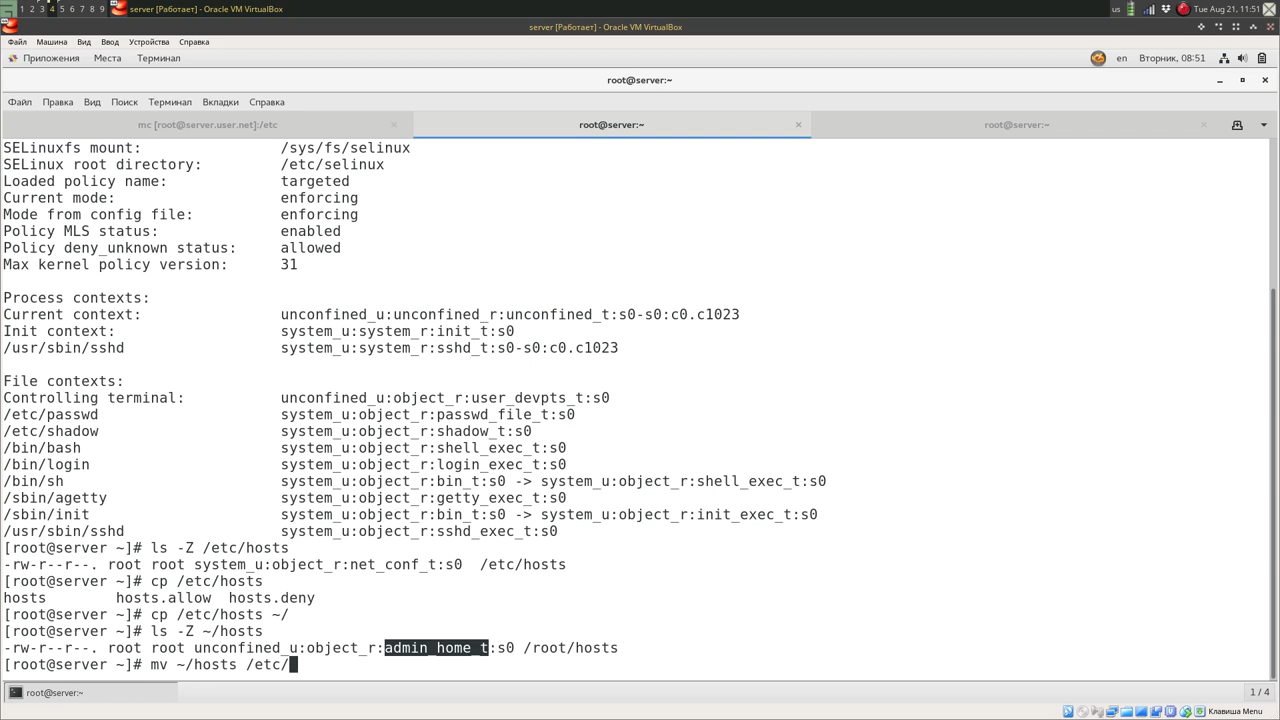 1 2 3 4 5 6 7 8 9 server [Работает] - Oracle VM VirtualBox us Tue Aug 21, 11:51
server [Работает] - Oracle VM VirtualBox
Файл Машина Вид Ввод Устройства Справка
Приложения Места Терминал en Вторник, 08:51
root@server:~
Файл Правка Вид Поиск Терминал Вкладки Справка
mc [root@server.user.net]:/etc root@server:~ root@server:~
SELinuxfs mount: /sys/fs/selinux
SELinux root directory: /etc/selinux
Loaded policy name: targeted
Current mode: enforcing
Mode from config file: enforcing
Policy MLS status: enabled
Policy deny_unknown status: allowed
Max kernel policy version: 31
Process contexts:
Current context: unconfined_u:unconfined_r:unconfined_t:s0-s0:c0.c1023
Init context: system_u:system_r:init_t:s0
/usr/sbin/sshd system_u:system_r:sshd_t:s0-s0:c0.c1023
File contexts:
Controlling terminal: unconfined_u:object_r:user_devpts_t:s0
/etc/passwd system_u:object_r:passwd_file_t:s0
/etc/shadow system_u:object_r:shadow_t:s0
/bin/bash system_u:object_r:shell_exec_t:s0
/bin/login system_u:object_r:login_exec_t:s0
/bin/sh system_u:object_r:bin_t:s0 -> system_u:object_r:shell_exec_t:s0
/sbin/agetty system_u:object_r:getty_exec_t:s0
/sbin/init system_u:object_r:bin_t:s0 -> system_u:object_r:init_exec_t:s0
/usr/sbin/sshd system_u:object_r:sshd_exec_t:s0
[root@server ~]# ls -Z /etc/hosts
-rw-r--r--. root root system_u:object_r:net_conf_t:s0 /etc/hosts
[root@server ~]# cp /etc/hosts
hosts hosts.allow hosts.deny
[root@server ~]# cp /etc/hosts ~/
[root@server ~]# ls -Z ~/hosts
-rw-r--r--. root root unconfined_u:object_r:admin_home_t:s0 /root/hosts
[root@server ~]# mv ~/hosts /etc/
root@server:~ 1 / 4
Клавиша Menu